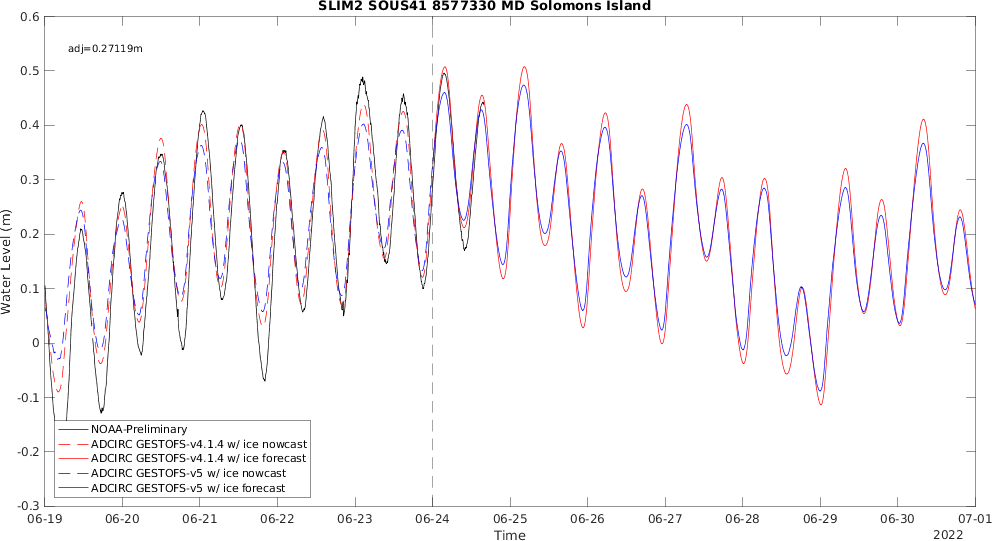 SLIM2 SOUS41 8577330 MD Solomons Island
adj=0.27119m
0.6
0.5
0.4
0.3
0.2
0.1
0
-0.1
-0.2
-0.3
Water Level (m)
NOAA-Preliminary
ADCIRC GESTOFS-v4.1.4 w/ ice nowcast
ADCIRC GESTOFS-v4.1.4 w/ ice forecast
ADCIRC GESTOFS-v5 w/ ice nowcast
ADCIRC GESTOFS-v5 w/ ice forecast
06-19 06-20 06-21 06-22 06-23 06-24 06-25 06-26 06-27 06-28 06-29 06-30 07-01
Time
2022